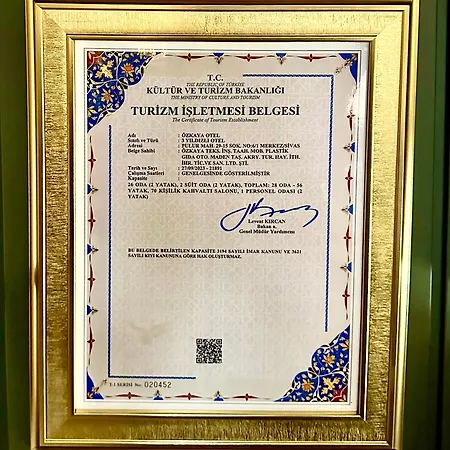 T.C.
THE REPUBLIC OF TÜRKİYE
KÜLTÜR VE TURİZM BAKANLIĞI
THE MINISTRY OF CULTURE AND TOURISM
TURİZM İŞLETMESİ BELGESİ
The Certificate of Tourism Establishment
Adı : ÖZKAYA OTEL
Sınıfı ve Türü : 2 YILDIZLI OTEL
Adresi : PULUR MAH. 29-15 SOK. NO:6/1 MERKEZ/SİVAS
Belge Sahibi : ÖZKAYA TEKS. İNŞ. TAAH. MOB. PLASTİK
GIDA OTO. MADEN TAŞ. AKRY. TUR. HAY. İTH.
İHR. TİC.VE SAN. LTD. ŞTİ.
Tarih ve Sayı : 27/09/2023 - 21891
Çalışma Saatleri : GENELGESİNDE GÖSTERİLMİŞTİR
Kapasite :
26 ODA (2 YATAK), 2 SÜİT ODA (2 YATAK), TOPLAM: 28 ODA - 56
YATAK, 70 KİŞİLİK KAHVALTI SALONU, 1 PERSONEL ODASI (2
YATAK)
Levent KIRCAN
Bakan a.
Genel Müdür Yardımcısı
BU BELGEDE BELİRTİLEN KAPASİTE 3194 SAYILI İMAR KANUNU VE 3621
SAYILI KIYI KANUNUNA GÖRE HAK OLUŞTURMAZ.
T-1 SERİSİ No: 020452